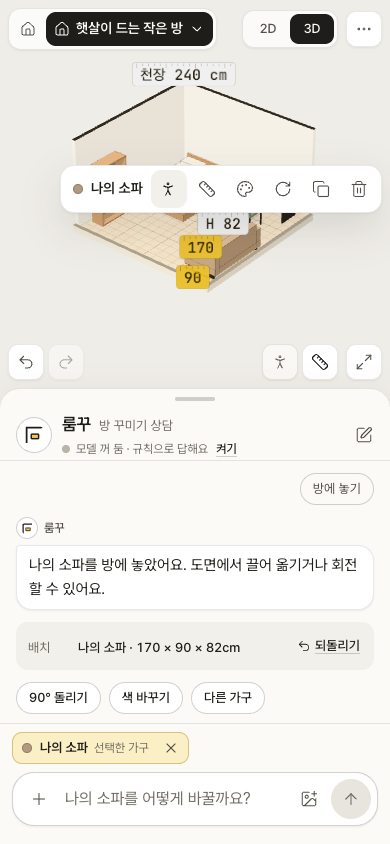 햇살이 드는 작은 방
2D
3D
천장 240 cm
나의 소파
H 82
170
90
룸꾸 방 꾸미기 상담
모델 꺼 둠 · 규칙으로 답해요 켜기
방에 놓기
룸꾸
나의 소파를 방에 놓았어요. 도면에서 끌어 옮기거나 회전
할 수 있어요.
배치 나의 소파 · 170 × 90 × 82cm 되돌리기
90° 돌리기
색 바꾸기
다른 가구
나의 소파 선택한 가구
나의 소파를 어떻게 바꿀까요?